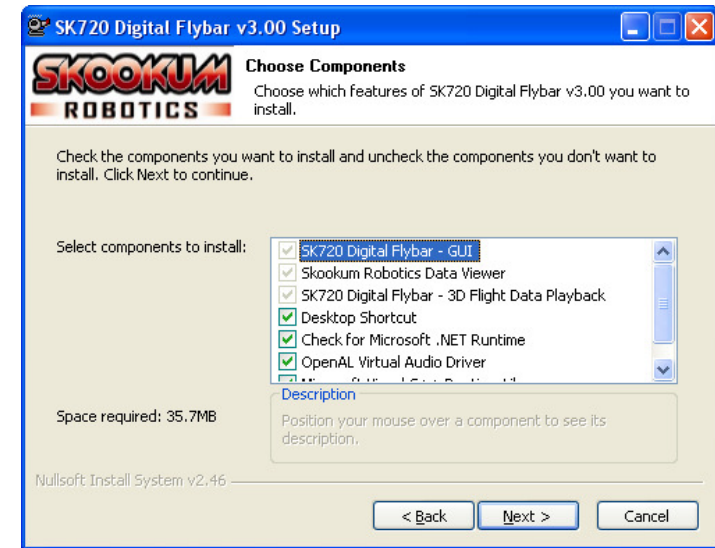 SK720 Digital Flybar v3.00 Setup
SKOOKUM
ROBOTICS
Choose Components
Choose which features of SK720 Digital Flybar v3.00 you want to
install.
Check the components you want to install and uncheck the components you don't want to
install. Click Next to continue.
Select components to install:
SK720 Digital Flybar - GUI
Skookum Robotics Data Viewer
SK720 Digital Flybar - 3D Flight Data Playback
Desktop Shortcut
Check for Microsoft .NET Runtime
OpenAL Virtual Audio Driver
Description
Space required: 35.7MB
Position your mouse over a component to see its
description.
Nullsoft Install System v2.46
< Back
Next >
Cancel